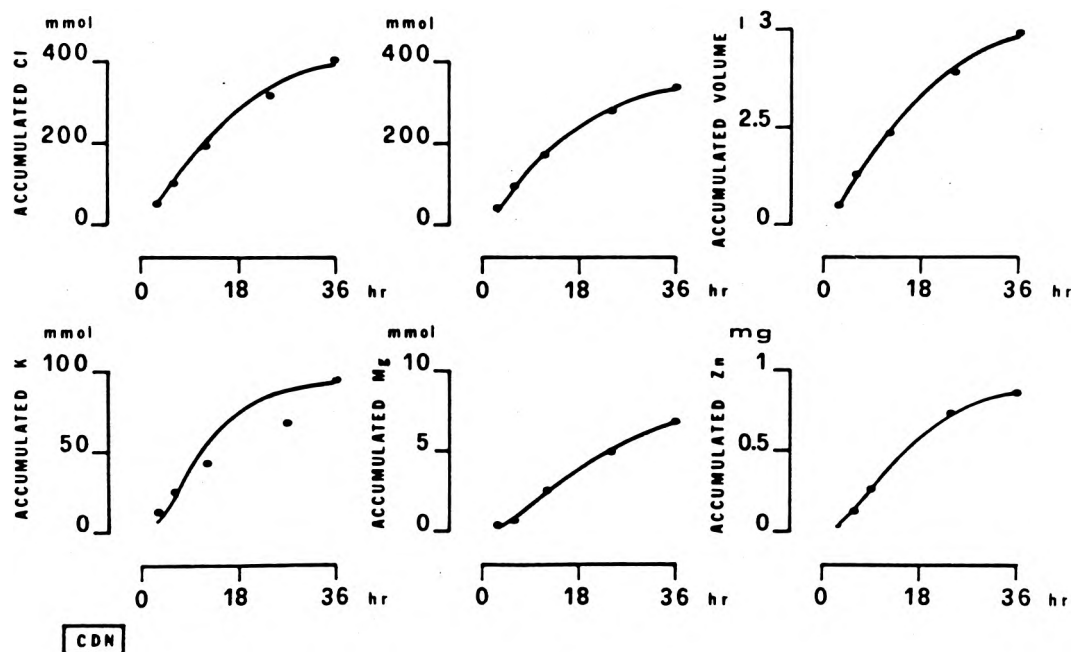 mmol
ACCUMULATED Cl
400
200
0
0 18 36 hr
mmol
400
200
0
0 18 36 hr
l
ACCUMULATED VOLUME
3
2.5
0
0 18 36 hr
mmol
ACCUMULATED K
100
50
0
0 18 36 hr
mmol
ACCUMULATED Mg
10
5
0
0 18 36 hr
mg
ACCUMULATED Zn
1
0.5
0
0 18 36 hr
CDN